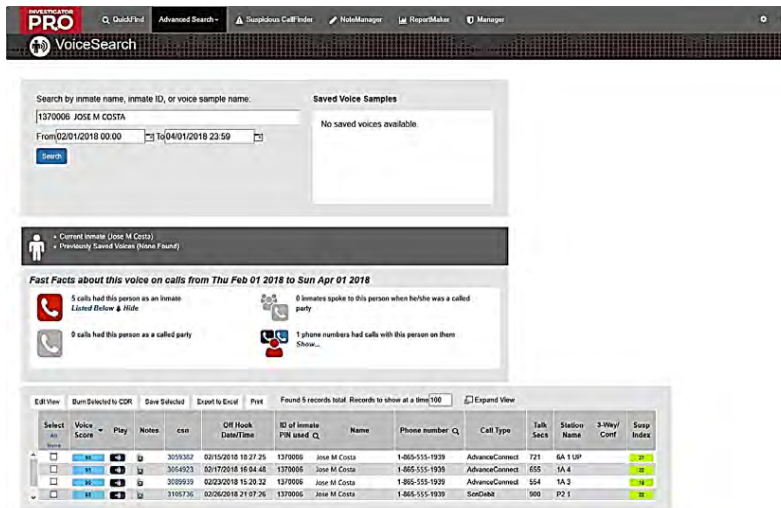 INVESTIGATOR
PRO
QuickFind
Advanced Search
Suspicious CallFinder
NoteManager
ReportMaker
Manager
VoiceSearch
Search by inmate name, inmate ID, or voice sample name:
1370006 JOSE M COSTA
From 02/01/2018 00:00 To 04/01/2018 23:59
Search
Saved Voice Samples
No saved voices available.
Current inmate (Jose M Costa)
Previously Saved Voices (None Found)
Fast Facts about this voice on calls from Thu Feb 01 2018 to Sun Apr 01 2018
5 calls had this person as an inmate
Listed Below Hide
0 inmates spoke to this person when he/she was a called party
0 calls had this person as a called party
1 phone numbers had calls with this person on them
Show...
Edit View Burn Selected to CDR Save Selected Export to Excel Print Found 5 records total. Records to show at a time 100 Expand View
Select All None Voice Score Play Notes csn Off Hook Date/Time ID of inmate PIN used Name Phone number Call Type Talk Secs Station Name 3-Way/Conf Susp Index
3059382 02/15/2018 18:27:25 1370006 Jose M Costa 1-865-555-1939 AdvanceConnect 721 6A 1 UP
3064923 02/17/2018 16:04:48 1370006 Jose M Costa 1-865-555-1939 AdvanceConnect 655 1A 4
3089939 02/23/2018 15:20:32 1370006 Jose M Costa 1-865-555-1939 AdvanceConnect 554 1A 3
3105736 02/26/2018 21:07:26 1370006 Jose M Costa 1-865-555-1939 ScnDebit 900 P2 1